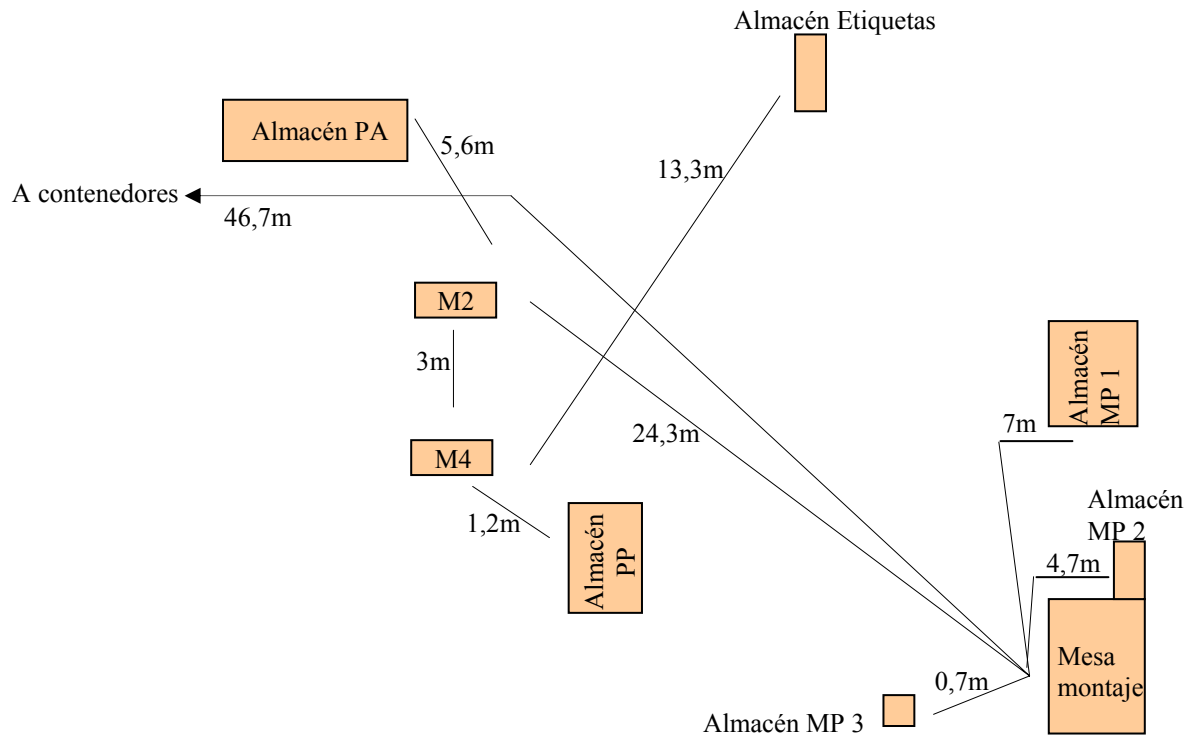 Almacén Etiquetas
Almacén PA
5,6m
13,3m
A contenedores
46,7m
M2
3m
Almacén
MP 1
7m
24,3m
M4
1,2m
Almacén
PP
Almacén
MP 2
4,7m
Mesa
montaje
0,7m
Almacén MP 3